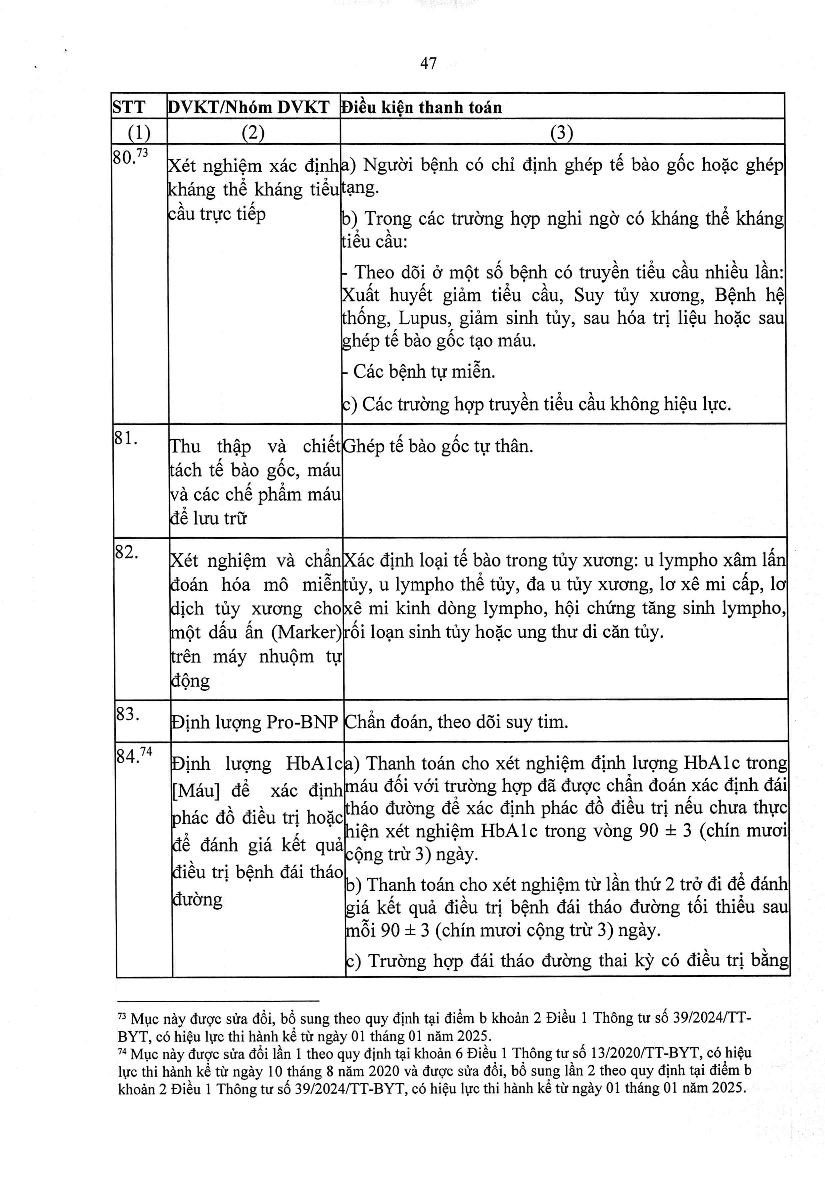 47
STT
DVKT/Nhóm DVKT
Điều kiện thanh toán
(1)
(2)
(3)
80.73
Xét nghiệm xác định
kháng thể kháng tiểu
cầu trực tiếp
a) Người bệnh có chỉ định ghép tế bào gốc hoặc ghép
tạng.
b) Trong các trường hợp nghi ngờ có kháng thể kháng
tiểu cầu:
- Theo dõi ở một số bệnh có truyền tiểu cầu nhiều lần:
Xuất huyết giảm tiểu cầu, Suy tủy xương, Bệnh hệ
thống, Lupus, giảm sinh tủy, sau hóa trị liệu hoặc sau
ghép tế bào gốc tạo máu.
- Các bệnh tự miễn.
c) Các trường hợp truyền tiểu cầu không hiệu lực.
81.
Thu thập và chiết
tách tế bào gốc, máu
và các chế phẩm máu
để lưu trữ
Ghép tế bào gốc tự thân.
82.
Xét nghiệm và chẩn
đoán hóa mô miễn
dịch tủy xương cho
một dấu ấn (Marker)
trên máy nhuộm tự
động
Xác định loại tế bào trong tủy xương: u lympho xâm lấn
tủy, u lympho thể tủy, đa u tủy xương, lơ xê mi cấp, lơ
xê mi kinh dòng lympho, hội chứng tăng sinh lympho,
rối loạn sinh tủy hoặc ung thư di căn tủy.
83.
Định lượng Pro-BNP
Chẩn đoán, theo dõi suy tim.
84.74
Định lượng HbA1c
[Máu] để xác định
phác đồ điều trị hoặc
để đánh giá kết quả
điều trị bệnh đái tháo
đường
a) Thanh toán cho xét nghiệm định lượng HbA1c trong
máu đối với trường hợp đã được chẩn đoán xác định đái
tháo đường để xác định phác đồ điều trị nếu chưa thực
hiện xét nghiệm HbA1c trong vòng 90 ± 3 (chín mươi
cộng trừ 3) ngày.
b) Thanh toán cho xét nghiệm từ lần thứ 2 trở đi để đánh
giá kết quả điều trị bệnh đái tháo đường tối thiểu sau
mỗi 90 ± 3 (chín mươi cộng trừ 3) ngày.
c) Trường hợp đái tháo đường thai kỳ có điều trị bằng
73 Mục này được sửa đổi, bổ sung theo quy định tại điểm b khoản 2 Điều 1 Thông tư số 39/2024/TT-
BYT, có hiệu lực thi hành kể từ ngày 01 tháng 01 năm 2025.
74 Mục này được sửa đổi lần 1 theo quy định tại khoản 6 Điều 1 Thông tư số 13/2020/TT-BYT, có hiệu
lực thi hành kể từ ngày 10 tháng 8 năm 2020 và được sửa đổi, bổ sung lần 2 theo quy định tại điểm b
khoản 2 Điều 1 Thông tư số 39/2024/TT-BYT, có hiệu lực thi hành kể từ ngày 01 tháng 01 năm 2025.